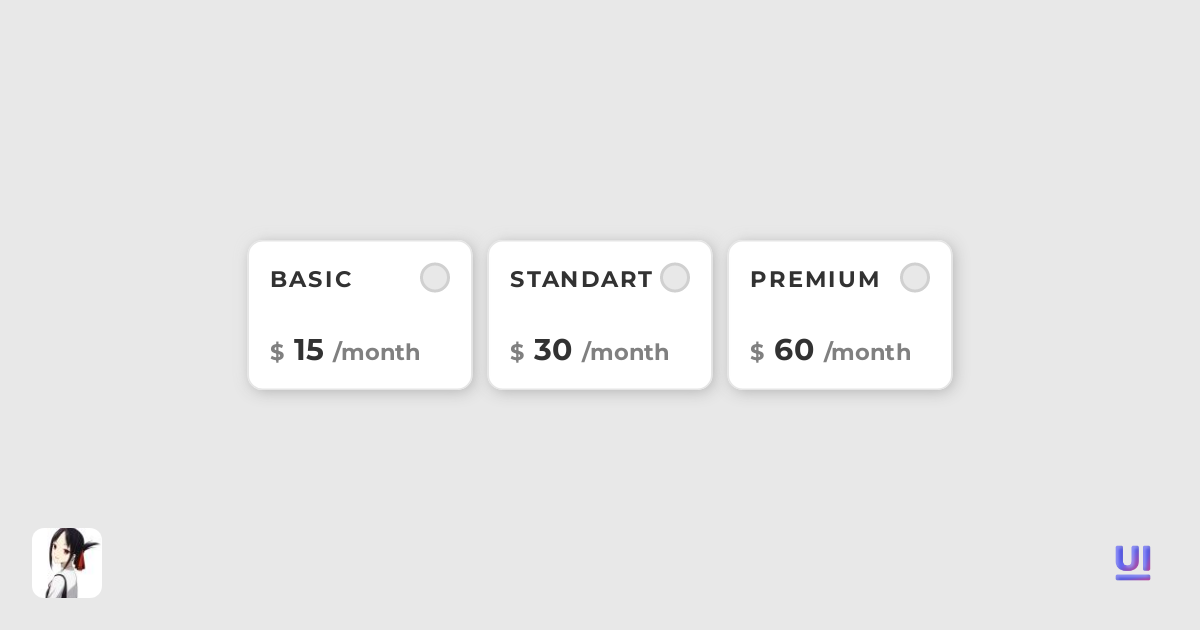 BASIC
$ 15 /month
STANDART
$ 30 /month
PREMIUM
$ 60 /month
UI